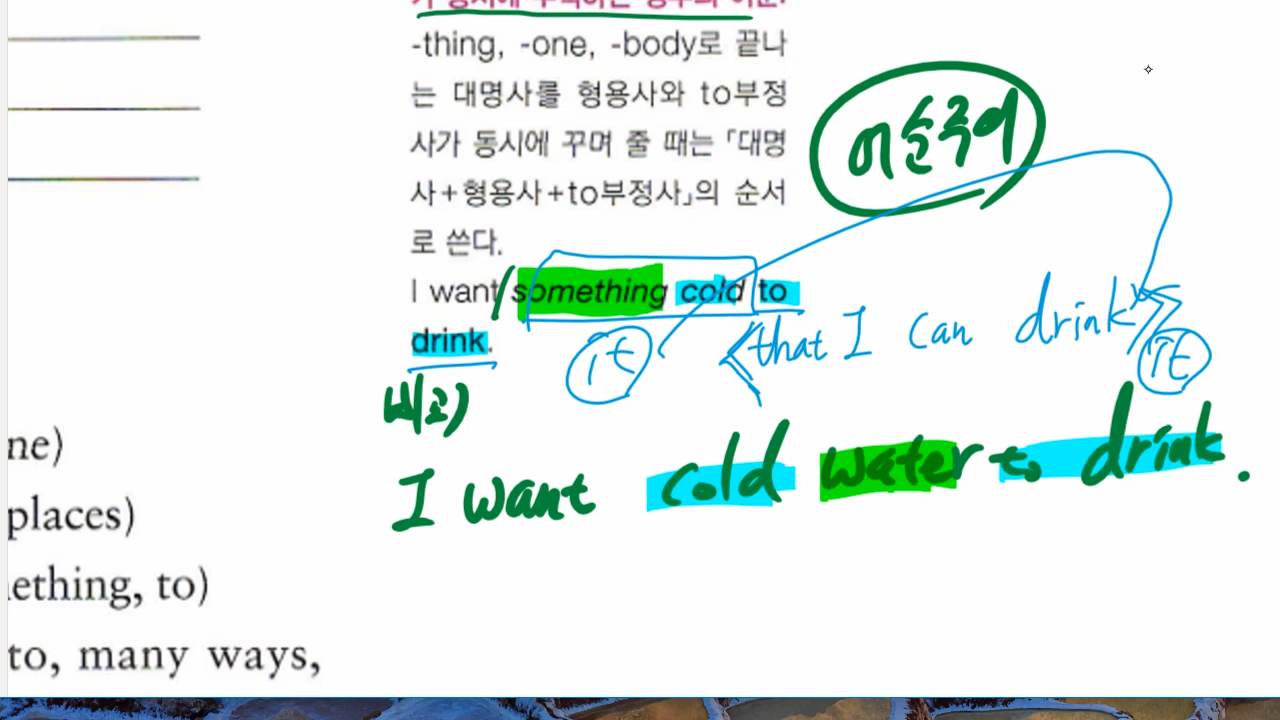 -thing, -one, -body로 끝나
는 대명사를 형용사와 to부정
사가 동시에 꾸며 줄 때는 「대명
사+형용사+to부정사」의 순서
로 쓴다.
I want something cold to
drink.
어순주어
it
that I can drink
it
비교)
I want cold water to drink.
ne)
places)
ething, to)
to, many ways,